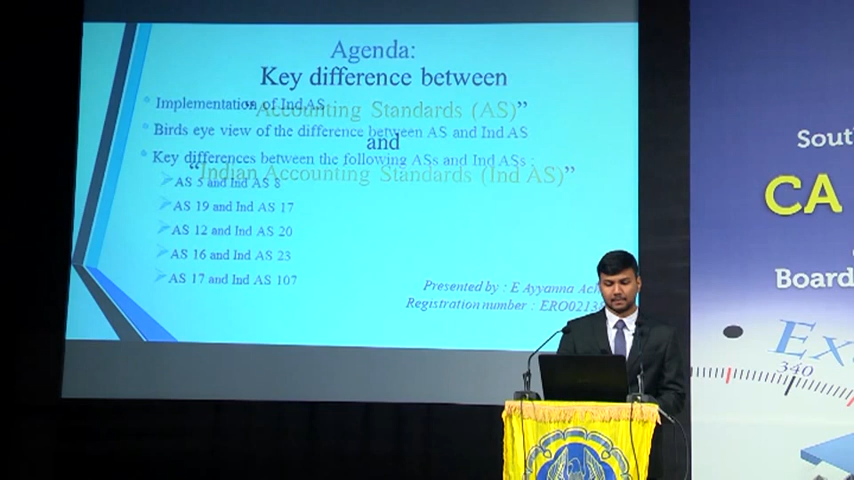 Agenda:
Key difference between
Implementation of Ind AS
"Accounting Standards (AS)"
Birds eye view of the difference between AS and Ind AS
and
Key differences between the following ASs and Ind ASs :
"Indian Accounting Standards (Ind AS)"
AS 5 and Ind AS 8
AS 19 and Ind AS 17
AS 12 and Ind AS 20
AS 16 and Ind AS 23
AS 17 and Ind AS 107
Presented by : E Ayyanna
Registration number :
CA
Board
340